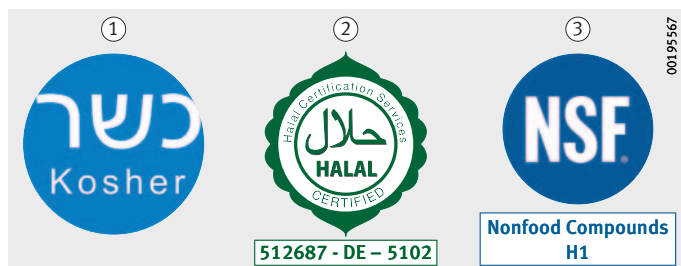 1
2
3
00195567
כשר
Kosher
Halal Certification Services
حلال
HALAL
CERTIFIED
512687 - DE – 5102
NSF®
Nonfood Compounds
H1